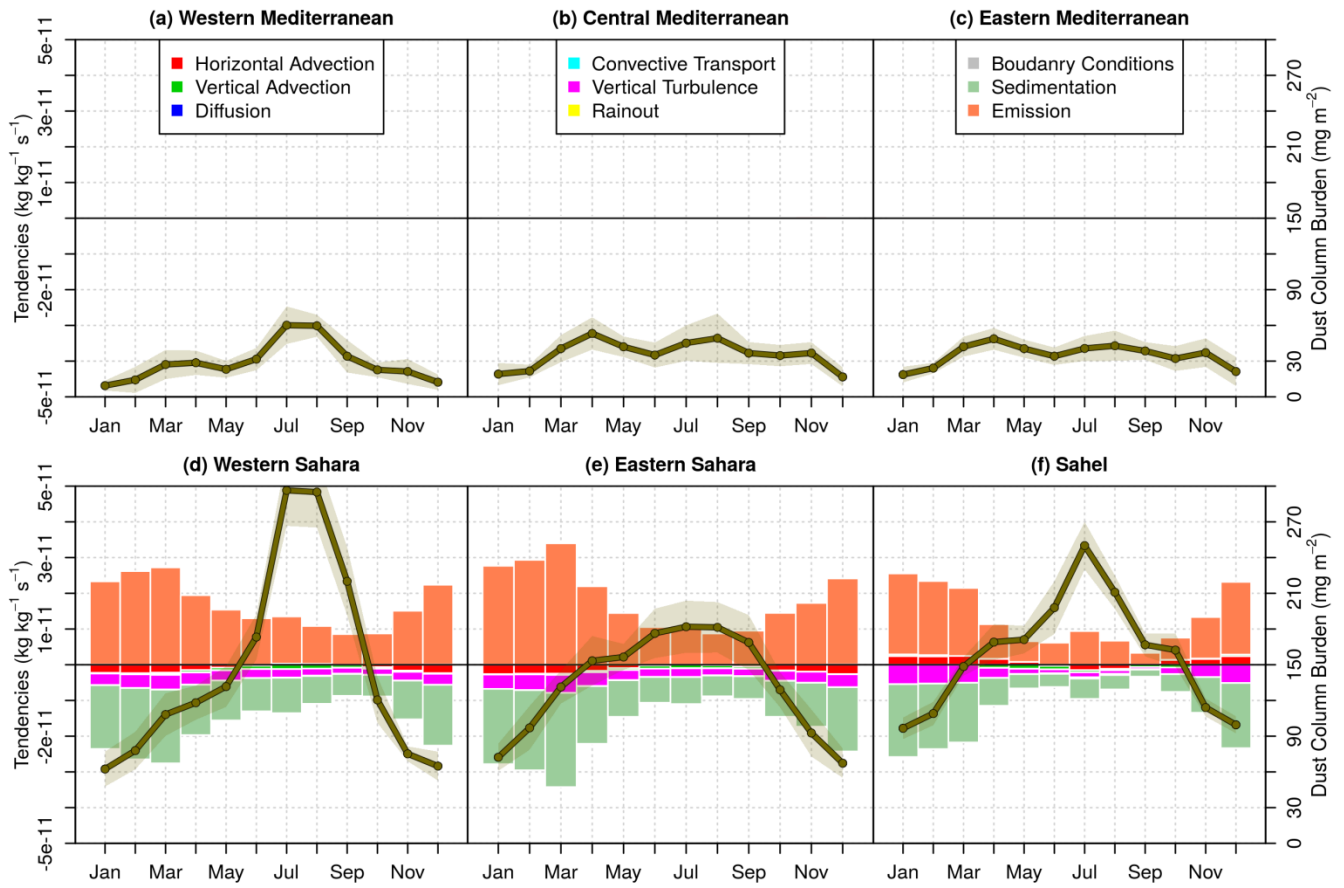 (a) Western Mediterranean
(b) Central Mediterranean
(c) Eastern Mediterranean
Horizontal Advection
Vertical Advection
Diffusion
Convective Transport
Vertical Turbulence
Rainout
Boudanry Conditions
Sedimentation
Emission
Tendencies (kg kg⁻¹ s⁻¹)
5e-11
3e-11
1e-11
-2e-11
-5e-11
Dust Column Burden (mg m⁻²)
270
210
150
90
30
0
Jan Mar May Jul Sep Nov
Jan Mar May Jul Sep Nov
Jan Mar May Jul Sep Nov
(d) Western Sahara
(e) Eastern Sahara
(f) Sahel
Tendencies (kg kg⁻¹ s⁻¹)
5e-11
3e-11
1e-11
-2e-11
-5e-11
Dust Column Burden (mg m⁻²)
270
210
150
90
30
0
Jan Mar May Jul Sep Nov
Jan Mar May Jul Sep Nov
Jan Mar May Jul Sep Nov